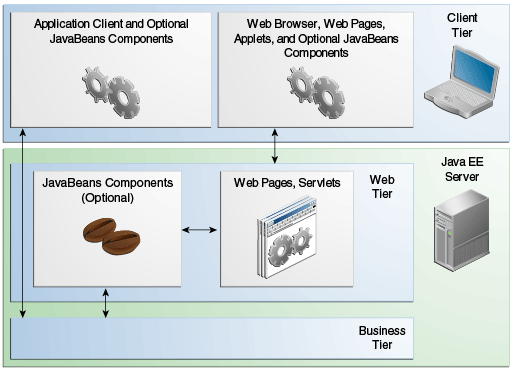 Application Client and Optional
JavaBeans Components
Web Browser, Web Pages,
Applets, and Optional JavaBeans
Components
Client
Tier
Java EE
Server
JavaBeans Components
(Optional)
Web Pages, Servlets
Web
Tier
Business
Tier